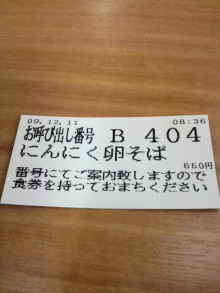 09.12.11 08:36
お呼び出し番号 B 404
にんにく卵そば
650円
番号にてご案内致しますので
食券を持っておまちください